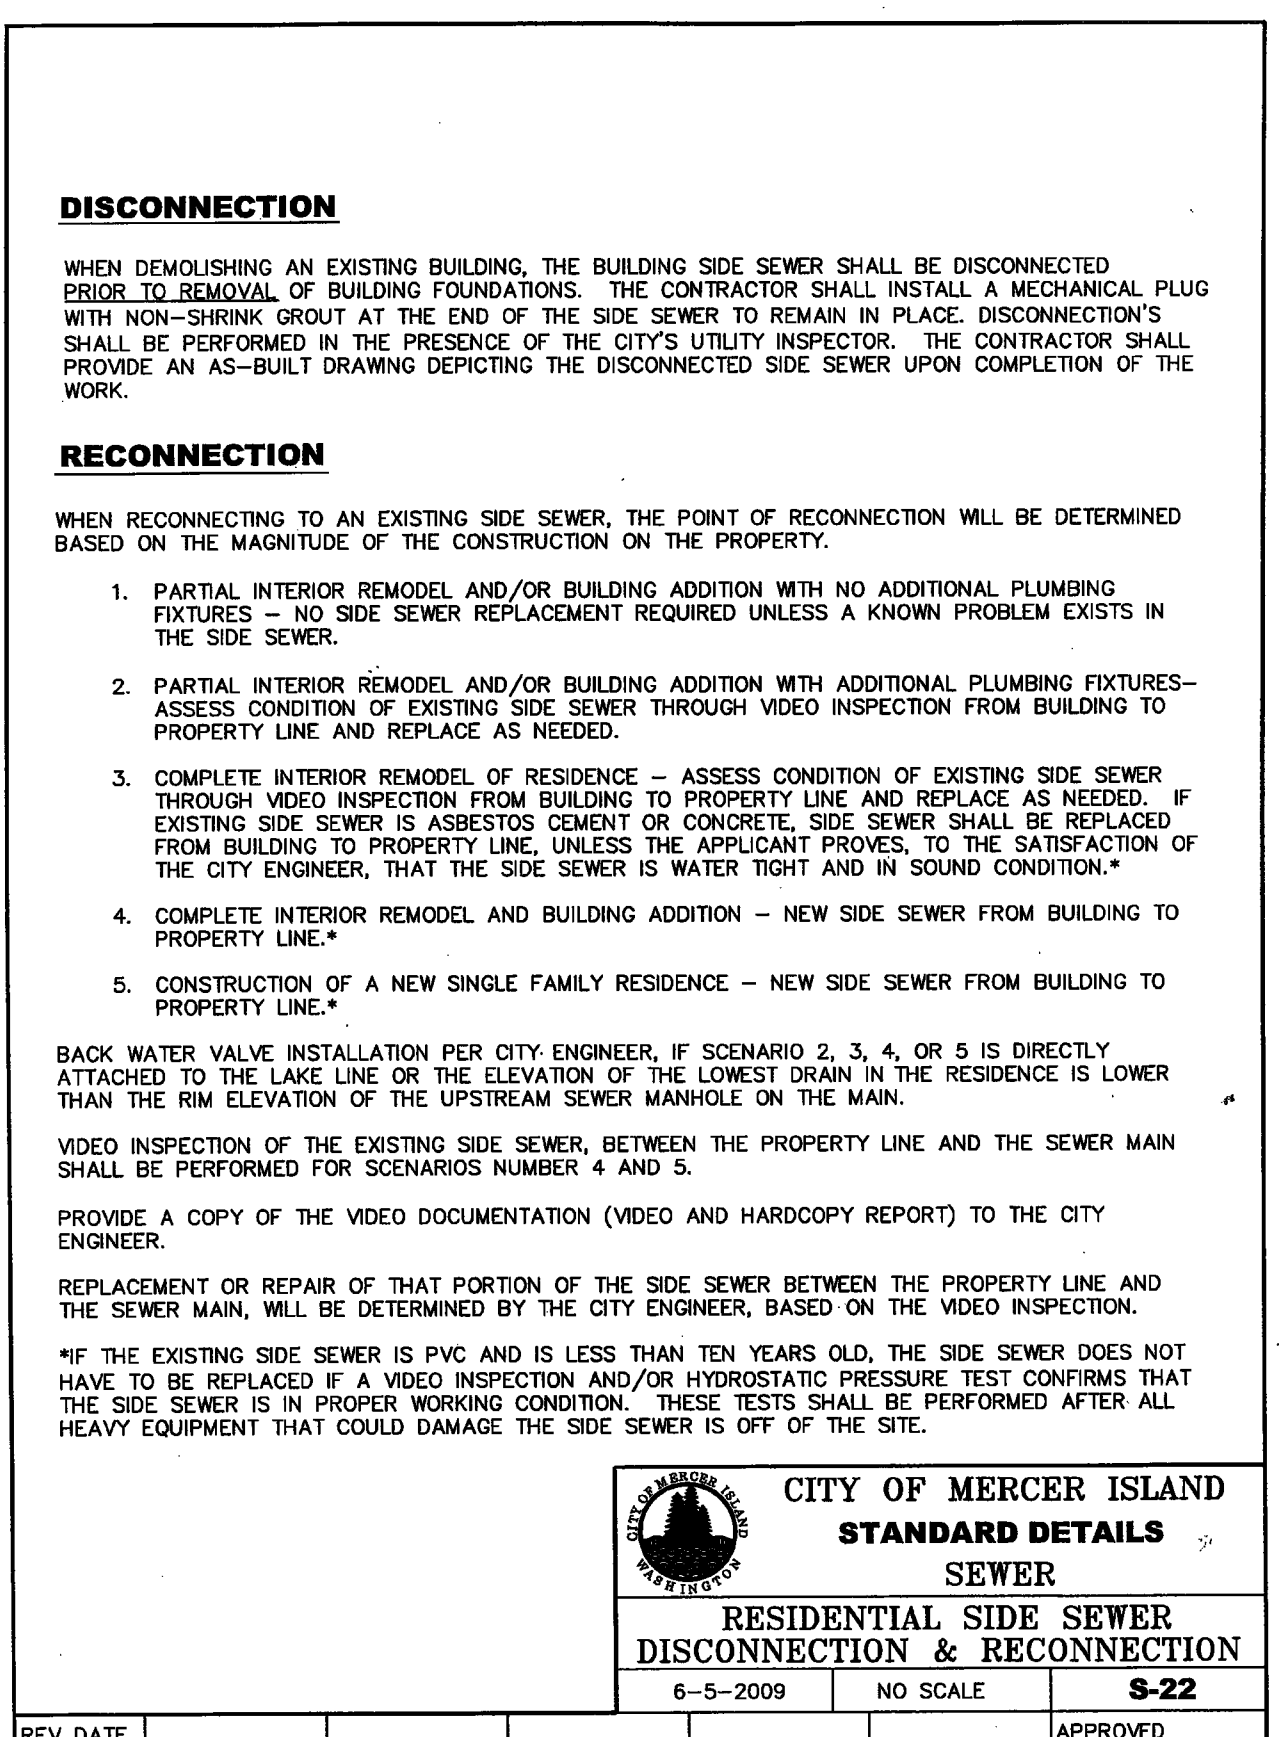 DISCONNECTION
WHEN DEMOLISHING AN EXISTING BUILDING, THE BUILDING SIDE SEWER SHALL BE DISCONNECTED
PRIOR TO REMOVAL OF BUILDING FOUNDATIONS. THE CONTRACTOR SHALL INSTALL A MECHANICAL PLUG
WITH NON-SHRINK GROUT AT THE END OF THE SIDE SEWER TO REMAIN IN PLACE. DISCONNECTION'S
SHALL BE PERFORMED IN THE PRESENCE OF THE CITY'S UTILITY INSPECTOR. THE CONTRACTOR SHALL
PROVIDE AN AS-BUILT DRAWING DEPICTING THE DISCONNECTED SIDE SEWER UPON COMPLETION OF THE
WORK.
RECONNECTION
WHEN RECONNECTING TO AN EXISTING SIDE SEWER, THE POINT OF RECONNECTION WILL BE DETERMINED
BASED ON THE MAGNITUDE OF THE CONSTRUCTION ON THE PROPERTY.
1. PARTIAL INTERIOR REMODEL AND/OR BUILDING ADDITION WITH NO ADDITIONAL PLUMBING
FIXTURES – NO SIDE SEWER REPLACEMENT REQUIRED UNLESS A KNOWN PROBLEM EXISTS IN
THE SIDE SEWER.
2. PARTIAL INTERIOR REMODEL AND/OR BUILDING ADDITION WITH ADDITIONAL PLUMBING FIXTURES–
ASSESS CONDITION OF EXISTING SIDE SEWER THROUGH VIDEO INSPECTION FROM BUILDING TO
PROPERTY LINE AND REPLACE AS NEEDED.
3. COMPLETE INTERIOR REMODEL OF RESIDENCE – ASSESS CONDITION OF EXISTING SIDE SEWER
THROUGH VIDEO INSPECTION FROM BUILDING TO PROPERTY LINE AND REPLACE AS NEEDED. IF
EXISTING SIDE SEWER IS ASBESTOS CEMENT OR CONCRETE, SIDE SEWER SHALL BE REPLACED
FROM BUILDING TO PROPERTY LINE, UNLESS THE APPLICANT PROVES, TO THE SATISFACTION OF
THE CITY ENGINEER, THAT THE SIDE SEWER IS WATER TIGHT AND IN SOUND CONDITION.*
4. COMPLETE INTERIOR REMODEL AND BUILDING ADDITION – NEW SIDE SEWER FROM BUILDING TO
PROPERTY LINE.*
5. CONSTRUCTION OF A NEW SINGLE FAMILY RESIDENCE – NEW SIDE SEWER FROM BUILDING TO
PROPERTY LINE.*
BACK WATER VALVE INSTALLATION PER CITY ENGINEER, IF SCENARIO 2, 3, 4, OR 5 IS DIRECTLY
ATTACHED TO THE LAKE LINE OR THE ELEVATION OF THE LOWEST DRAIN IN THE RESIDENCE IS LOWER
THAN THE RIM ELEVATION OF THE UPSTREAM SEWER MANHOLE ON THE MAIN.
VIDEO INSPECTION OF THE EXISTING SIDE SEWER, BETWEEN THE PROPERTY LINE AND THE SEWER MAIN
SHALL BE PERFORMED FOR SCENARIOS NUMBER 4 AND 5.
PROVIDE A COPY OF THE VIDEO DOCUMENTATION (VIDEO AND HARDCOPY REPORT) TO THE CITY
ENGINEER.
REPLACEMENT OR REPAIR OF THAT PORTION OF THE SIDE SEWER BETWEEN THE PROPERTY LINE AND
THE SEWER MAIN, WILL BE DETERMINED BY THE CITY ENGINEER, BASED ON THE VIDEO INSPECTION.
*IF THE EXISTING SIDE SEWER IS PVC AND IS LESS THAN TEN YEARS OLD, THE SIDE SEWER DOES NOT
HAVE TO BE REPLACED IF A VIDEO INSPECTION AND/OR HYDROSTATIC PRESSURE TEST CONFIRMS THAT
THE SIDE SEWER IS IN PROPER WORKING CONDITION. THESE TESTS SHALL BE PERFORMED AFTER ALL
HEAVY EQUIPMENT THAT COULD DAMAGE THE SIDE SEWER IS OFF OF THE SITE.
CITY OF MERCER ISLAND
WASHINGTON
CITY OF MERCER ISLAND
STANDARD DETAILS
SEWER
RESIDENTIAL SIDE SEWER
DISCONNECTION & RECONNECTION
6-5-2009 NO SCALE S-22
REV DATE APPROVED